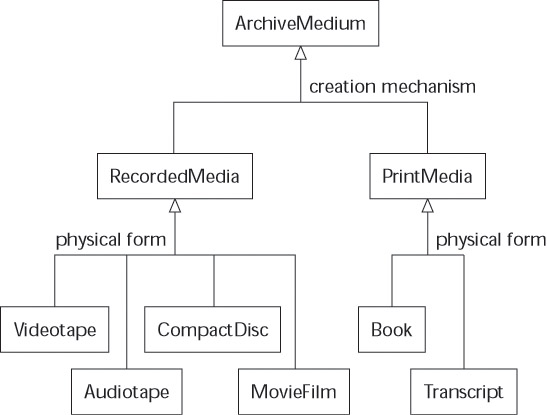 ArchiveMedium
creation mechanism
RecordedMedia
PrintMedia
physical form
physical form
Videotape
CompactDisc
Book
Audiotape
MovieFilm
Transcript